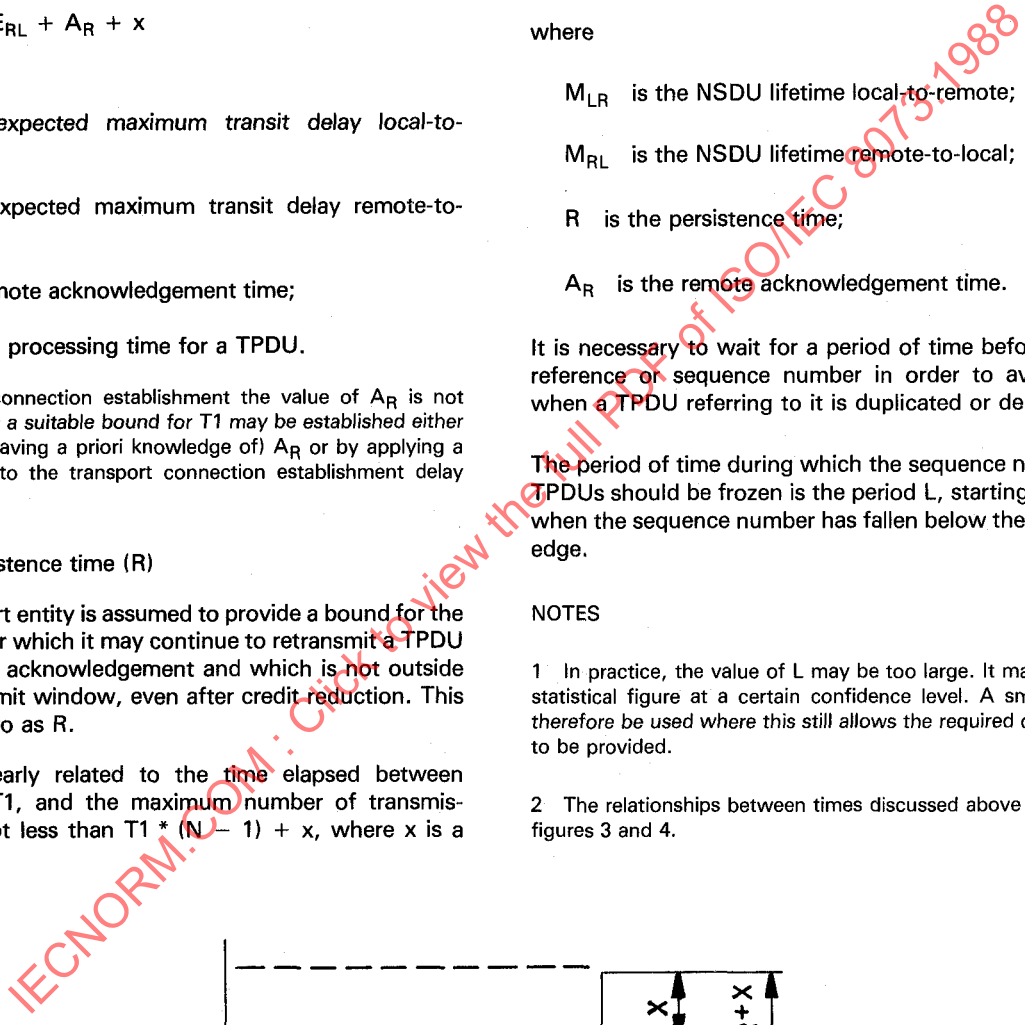 E_RL + A_R + x
expected maximum transit delay local-to-
expected maximum transit delay remote-to-
mote acknowledgement time;
processing time for a TPDU.
connection establishment the value of A_R is not
a suitable bound for T1 may be established either
aving a priori knowledge of) A_R or by applying a
to the transport connection establishment delay
stence time (R)
rt entity is assumed to provide a bound for the
r which it may continue to retransmit a TPDU
acknowledgement and which is not outside
mit window, even after credit reduction. This
o as R.
early related to the time elapsed between
T1, and the maximum number of transmis-
t less than T1 * (N − 1) + x, where x is a
where
M_LR is the NSDU lifetime local-to-remote;
M_RL is the NSDU lifetime remote-to-local;
R is the persistence time;
A_R is the remote acknowledgement time.
It is necessary to wait for a period of time befo
reference or sequence number in order to av
when a TPDU referring to it is duplicated or de
The period of time during which the sequence n
TPDUs should be frozen is the period L, starting
when the sequence number has fallen below the
edge.
NOTES
1 In practice, the value of L may be too large. It ma
statistical figure at a certain confidence level. A sm
therefore be used where this still allows the required
to be provided.
2 The relationships between times discussed above
figures 3 and 4.
x
+ x
IECNORM.COM : Click to view the full PDF of ISO/IEC 8073:1988